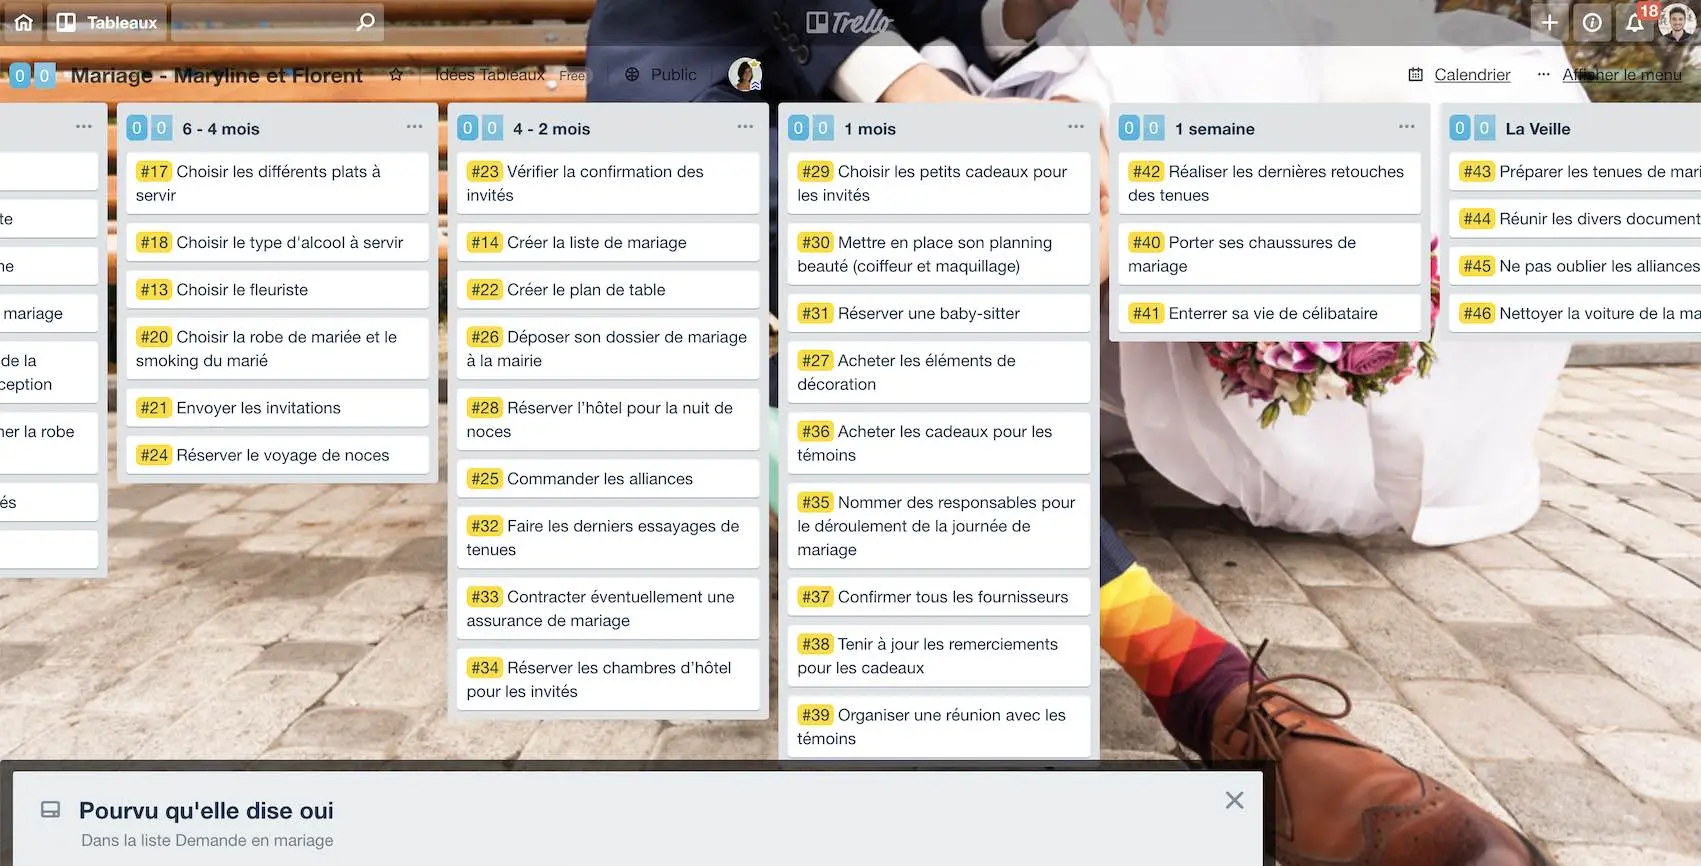 Tableaux
Trello
18
0 0 Mariage - Maryline et Florent
Idées Tableaux Free
Public
Calendrier
... Afficher le menu
te
ne
mariage
de la
ception
ner la robe
és
0 0 6 - 4 mois ...
#17 Choisir les différents plats à
servir
#18 Choisir le type d'alcool à servir
#13 Choisir le fleuriste
#20 Choisir la robe de mariée et le
smoking du marié
#21 Envoyer les invitations
#24 Réserver le voyage de noces
0 0 4 - 2 mois ...
#23 Vérifier la confirmation des
invités
#14 Créer la liste de mariage
#22 Créer le plan de table
#26 Déposer son dossier de mariage
à la mairie
#28 Réserver l’hôtel pour la nuit de
noces
#25 Commander les alliances
#32 Faire les derniers essayages de
tenues
#33 Contracter éventuellement une
assurance de mariage
#34 Réserver les chambres d’hôtel
pour les invités
0 0 1 mois ...
#29 Choisir les petits cadeaux pour
les invités
#30 Mettre en place son planning
beauté (coiffeur et maquillage)
#31 Réserver une baby-sitter
#27 Acheter les éléments de
décoration
#36 Acheter les cadeaux pour les
témoins
#35 Nommer des responsables pour
le déroulement de la journée de
mariage
#37 Confirmer tous les fournisseurs
#38 Tenir à jour les remerciements
pour les cadeaux
#39 Organiser une réunion avec les
témoins
0 0 1 semaine ...
#42 Réaliser les dernières retouches
des tenues
#40 Porter ses chaussures de
mariage
#41 Enterrer sa vie de célibataire
0 0 La Veille
#43 Préparer les tenues de mari
#44 Réunir les divers document
#45 Ne pas oublier les alliances
#46 Nettoyer la voiture de la ma
Pourvu qu'elle dise oui
Dans la liste Demande en mariage